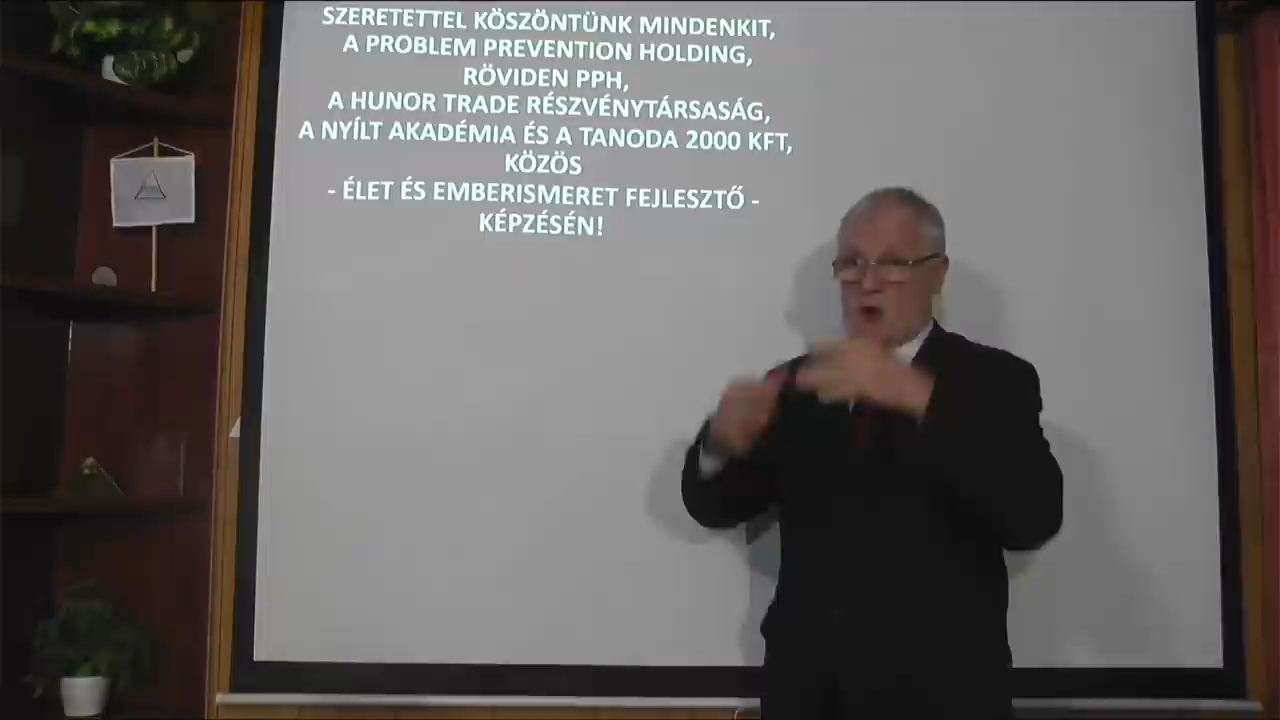 SZERETETTEL KÖSZÖNTÜNK MINDENKIT,
A PROBLEM PREVENTION HOLDING,
RÖVIDEN PPH,
A HUNOR TRADE RÉSZVÉNYTÁRSASÁG,
A NYÍLT AKADÉMIA ÉS A TANODA 2000 KFT,
KÖZÖS
- ÉLET ÉS EMBERISMERET FEJLESZTŐ -
KÉPZÉSÉN!